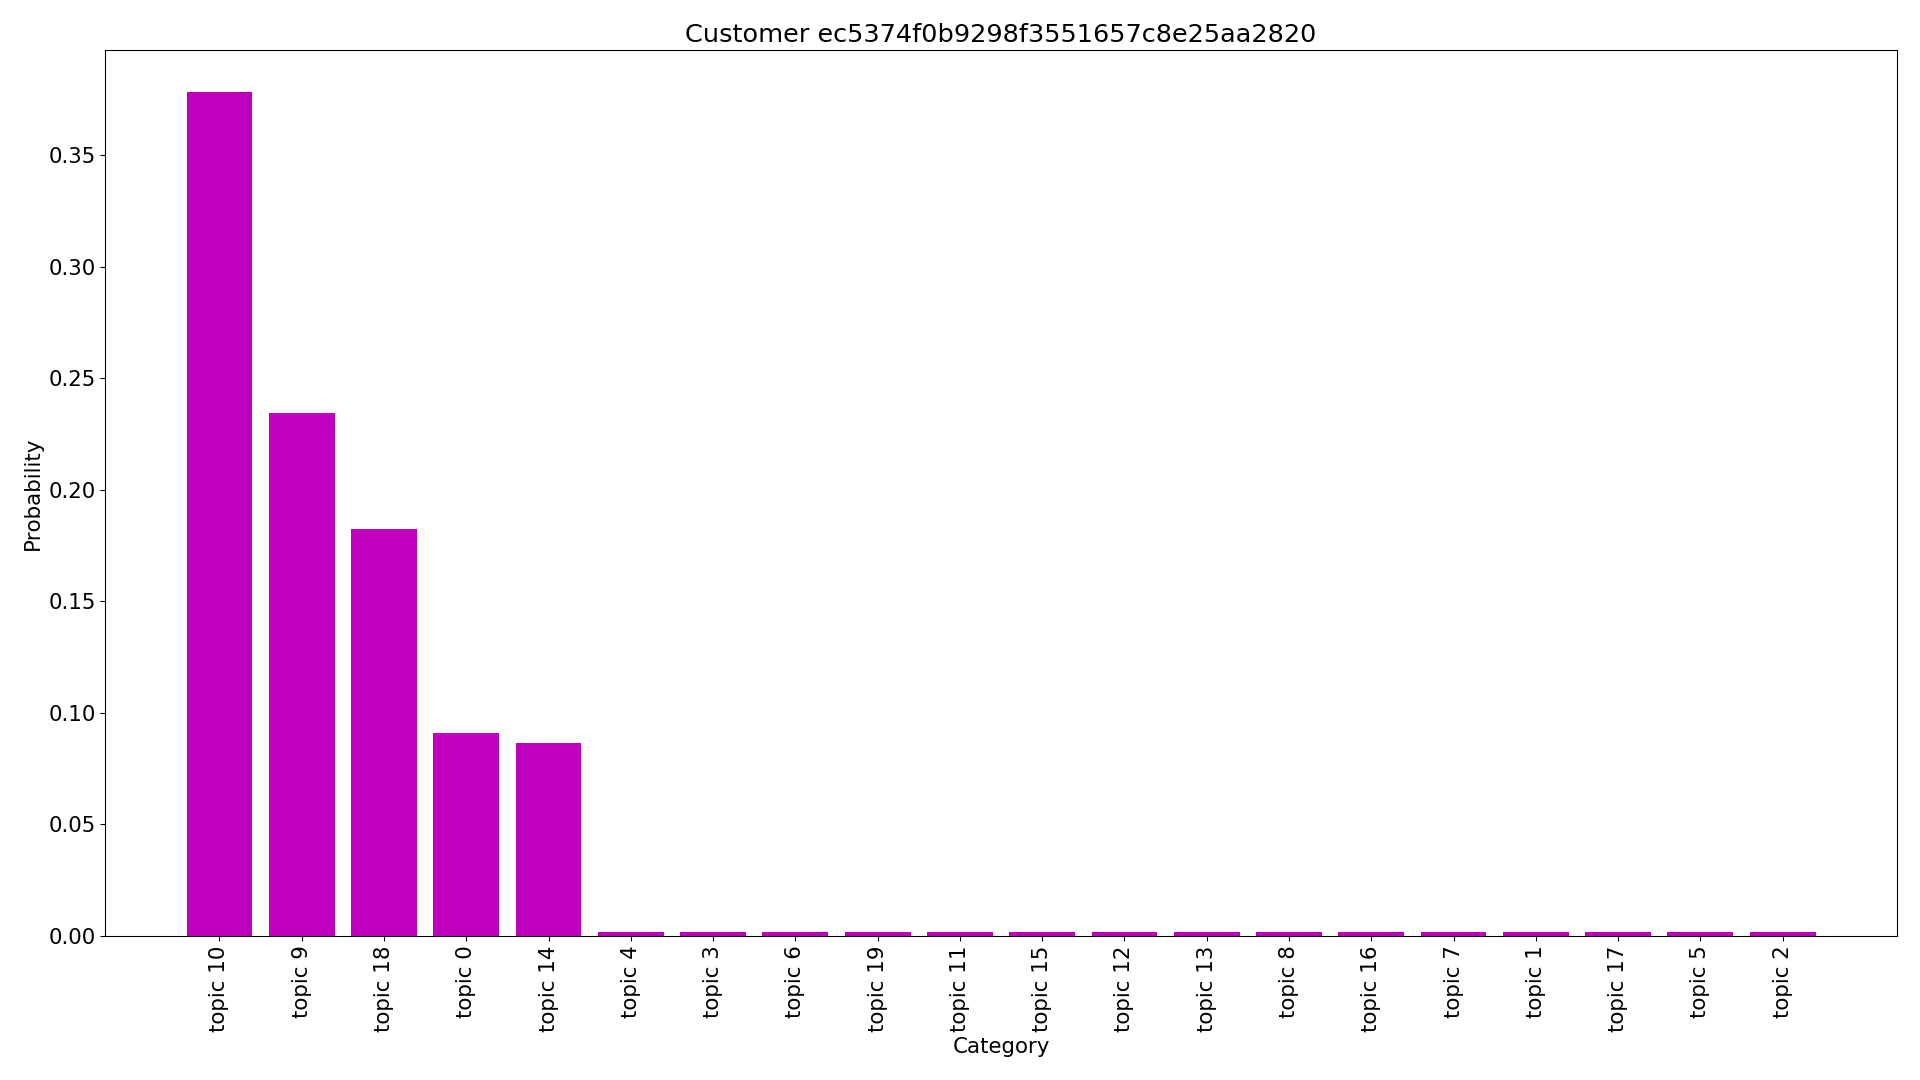 Customer ec5374f0b9298f3551657c8e25aa2820
Probability
0.35
0.30
0.25
0.20
0.15
0.10
0.05
0.00
topic 10
topic 9
topic 18
topic 0
topic 14
topic 4
topic 3
topic 6
topic 19
topic 11
topic 15
topic 12
topic 13
topic 8
topic 16
topic 7
topic 1
topic 17
topic 5
topic 2
Category